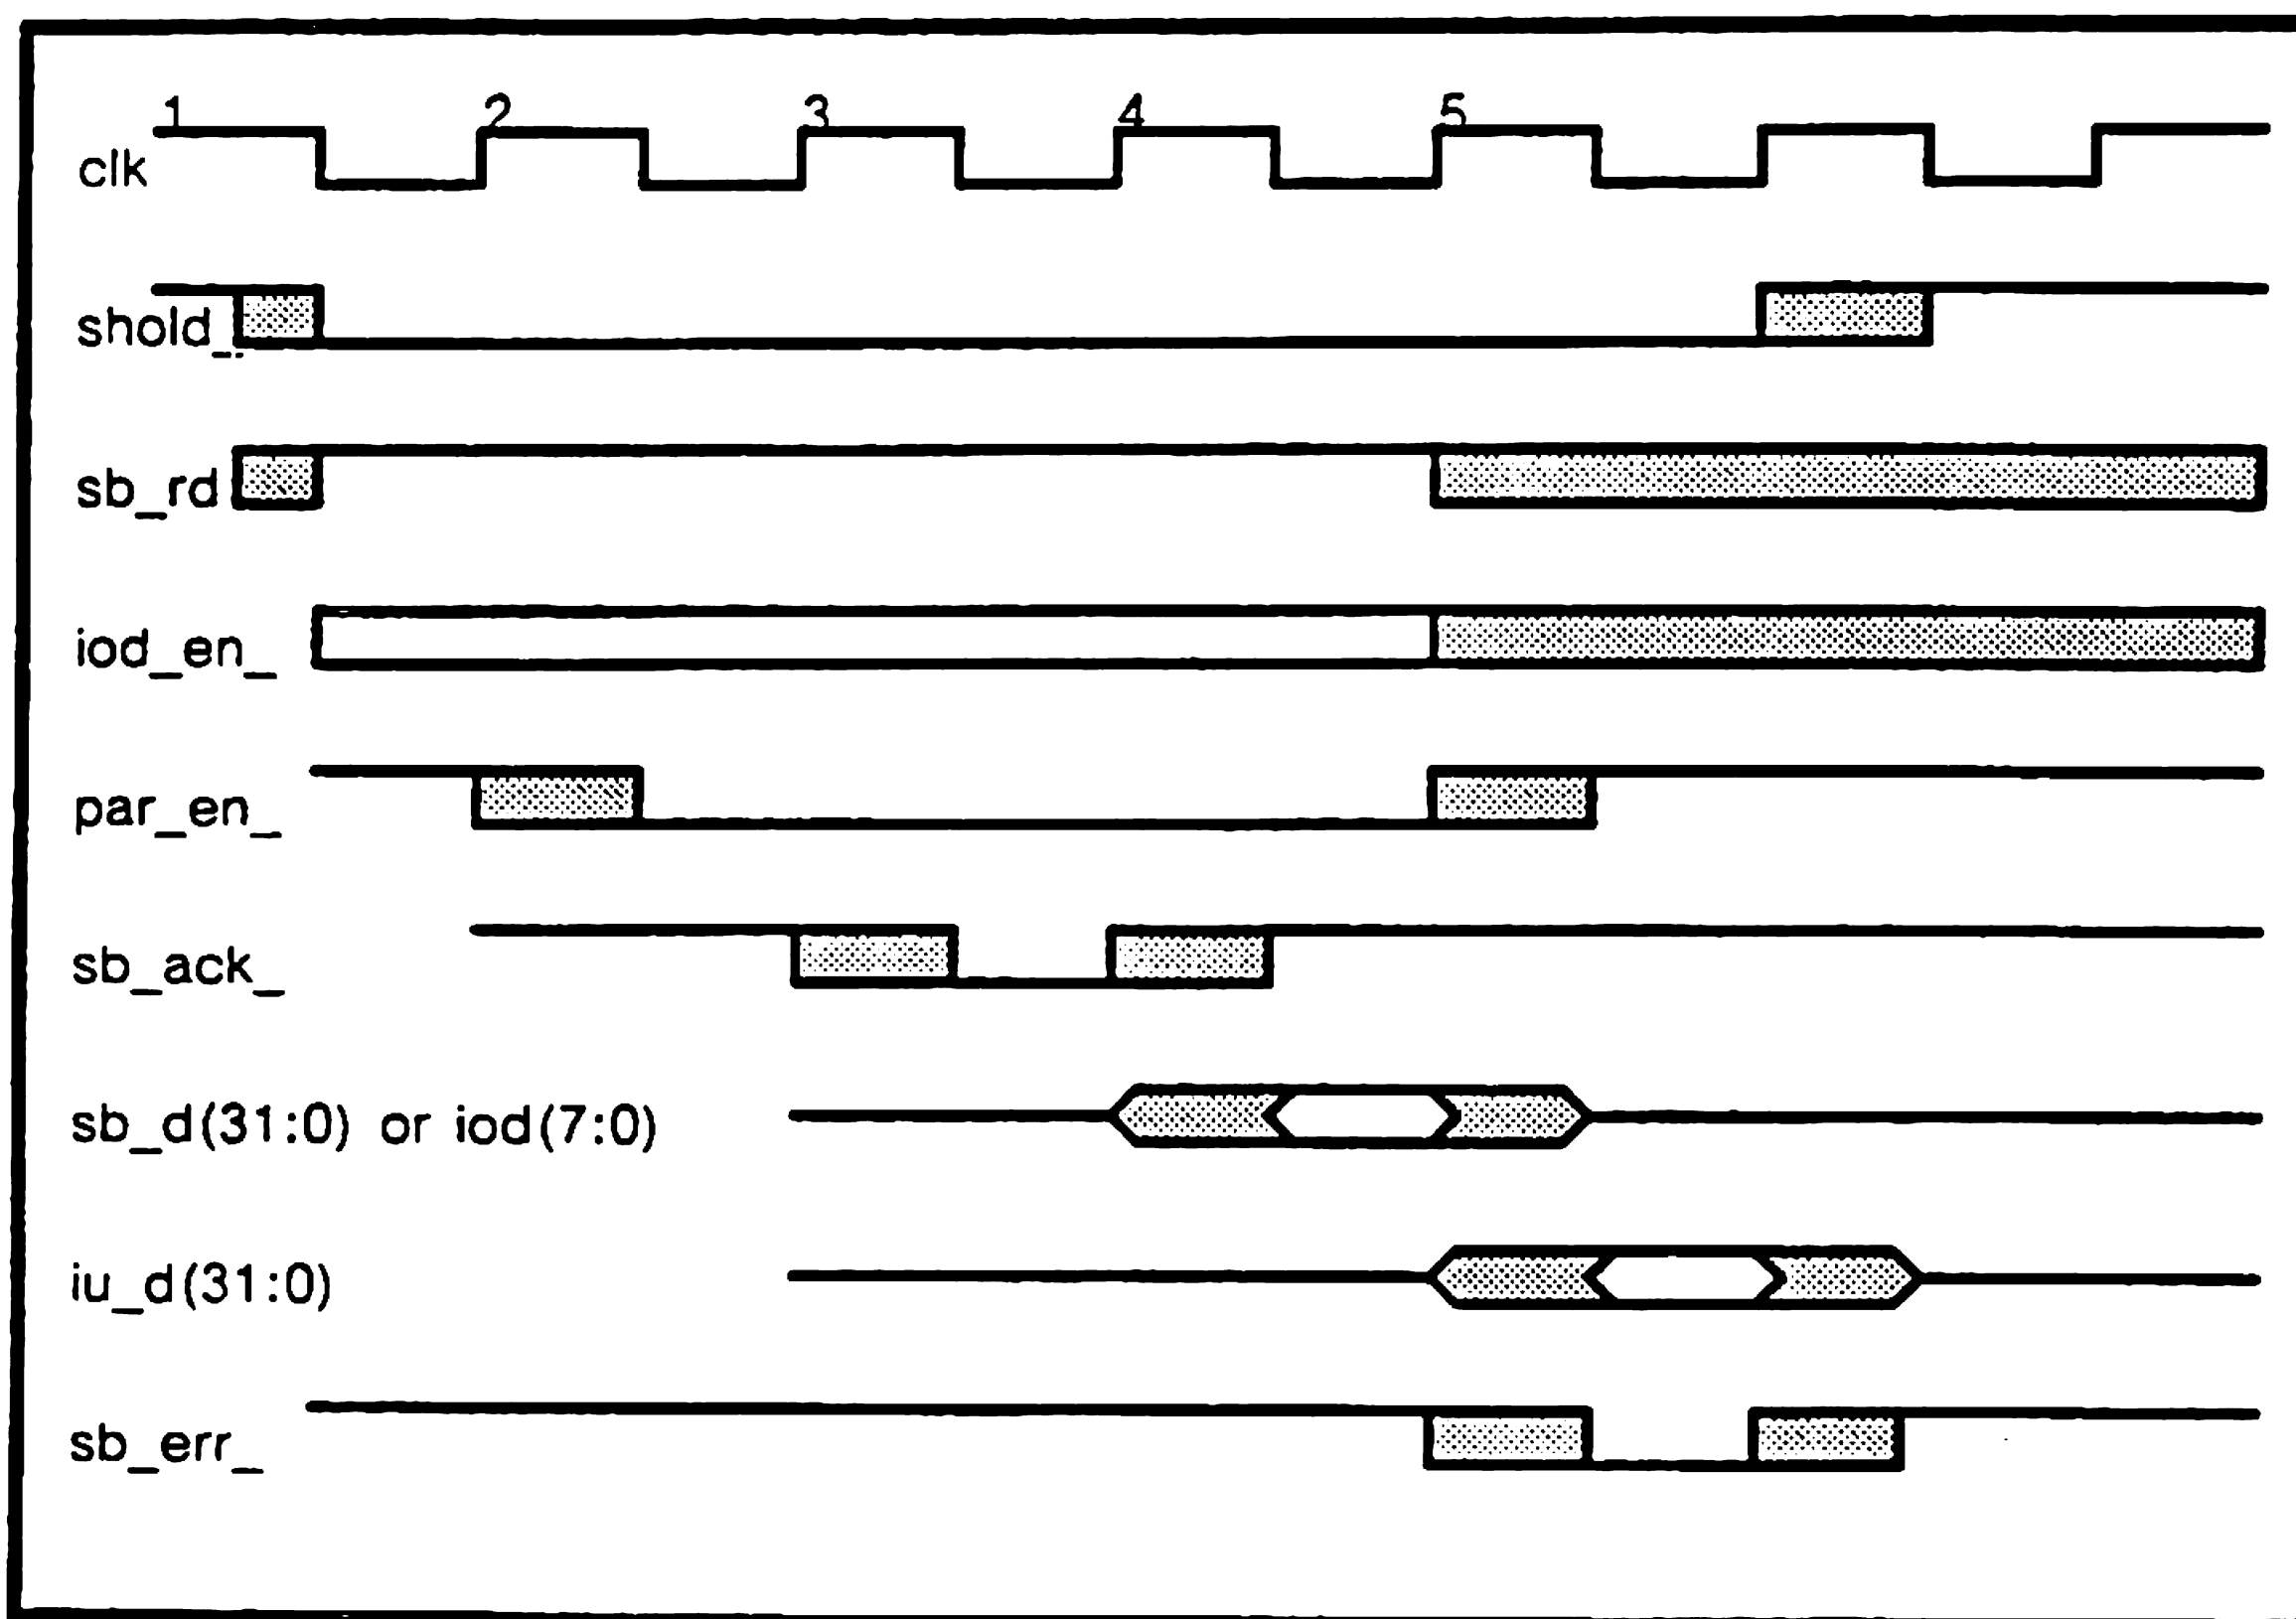 1 2 3 4 5
clk
shold_
sb_rd
iod_en_
par_en_
sb_ack_
sb_d(31:0) or iod(7:0)
iu_d(31:0)
sb_err_